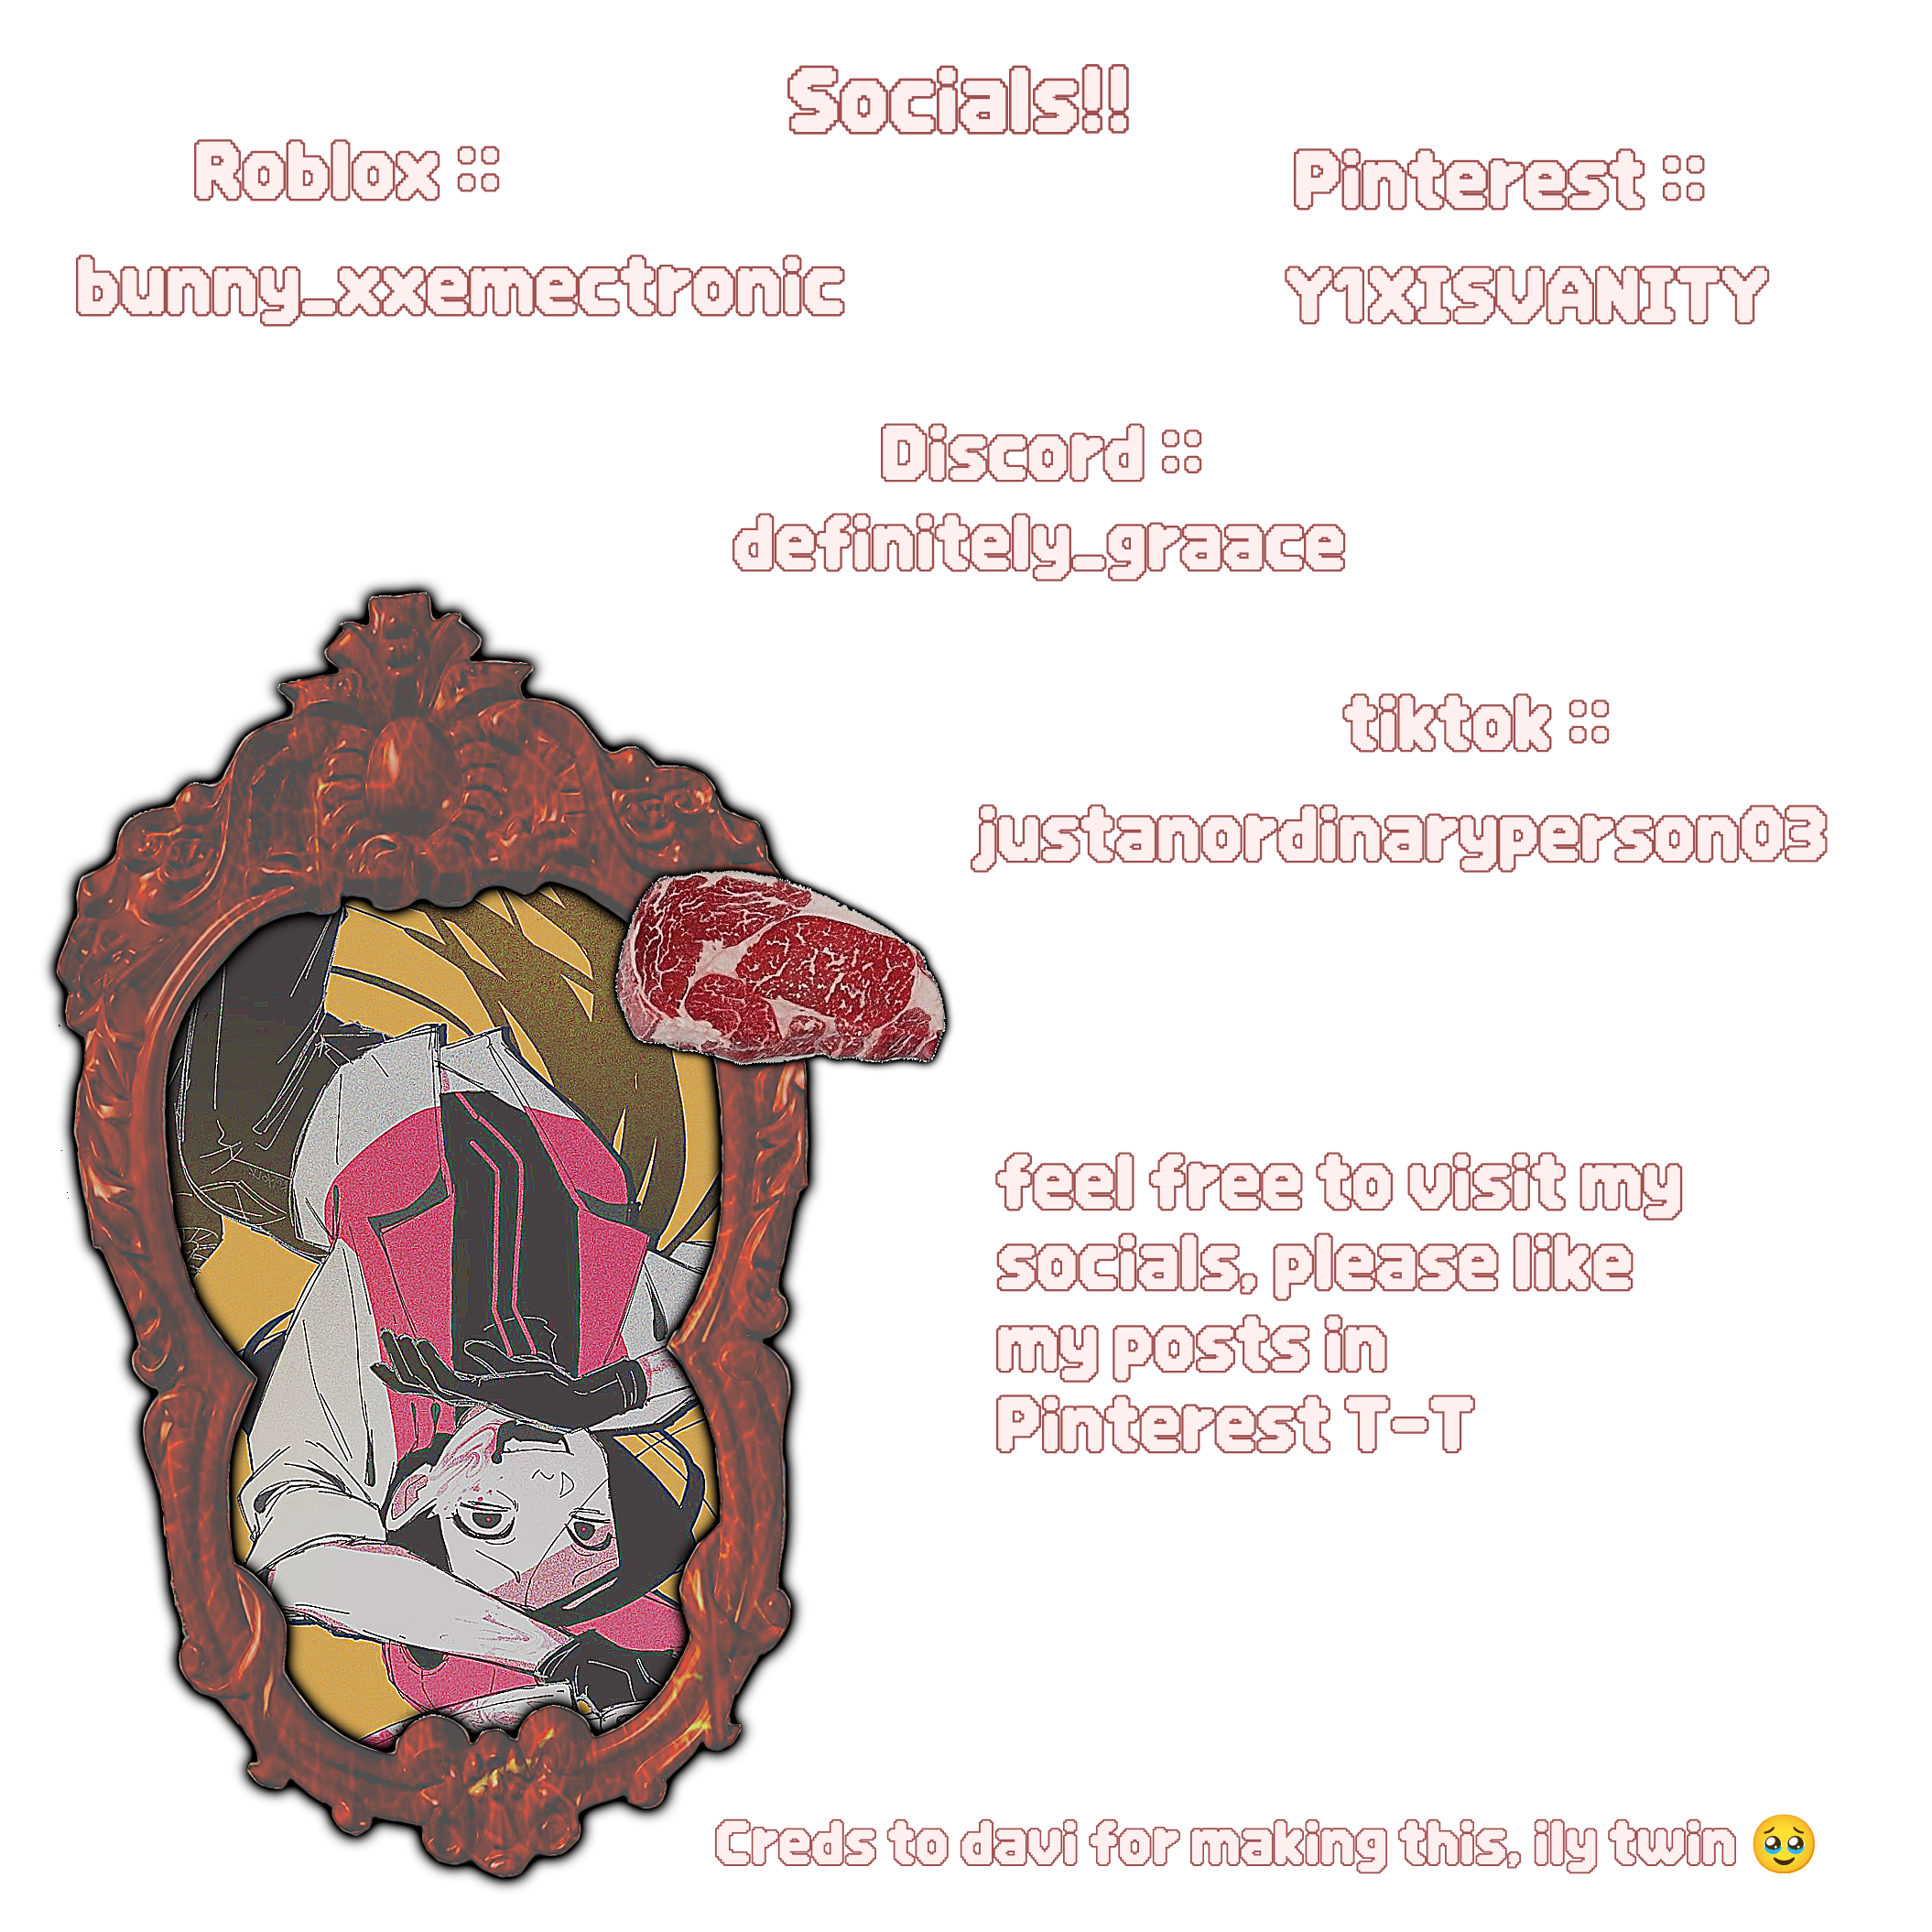 Socials!!
Roblox ::
bunny_xxemectronic
Pinterest ::
Y1XISVANITY
Discord ::
definitely_graace
tiktok ::
justanordinaryperson03
feel free to visit my
socials, please like
my posts in
Pinterest T-T
Creds to davi for making this, ily twin 🥹